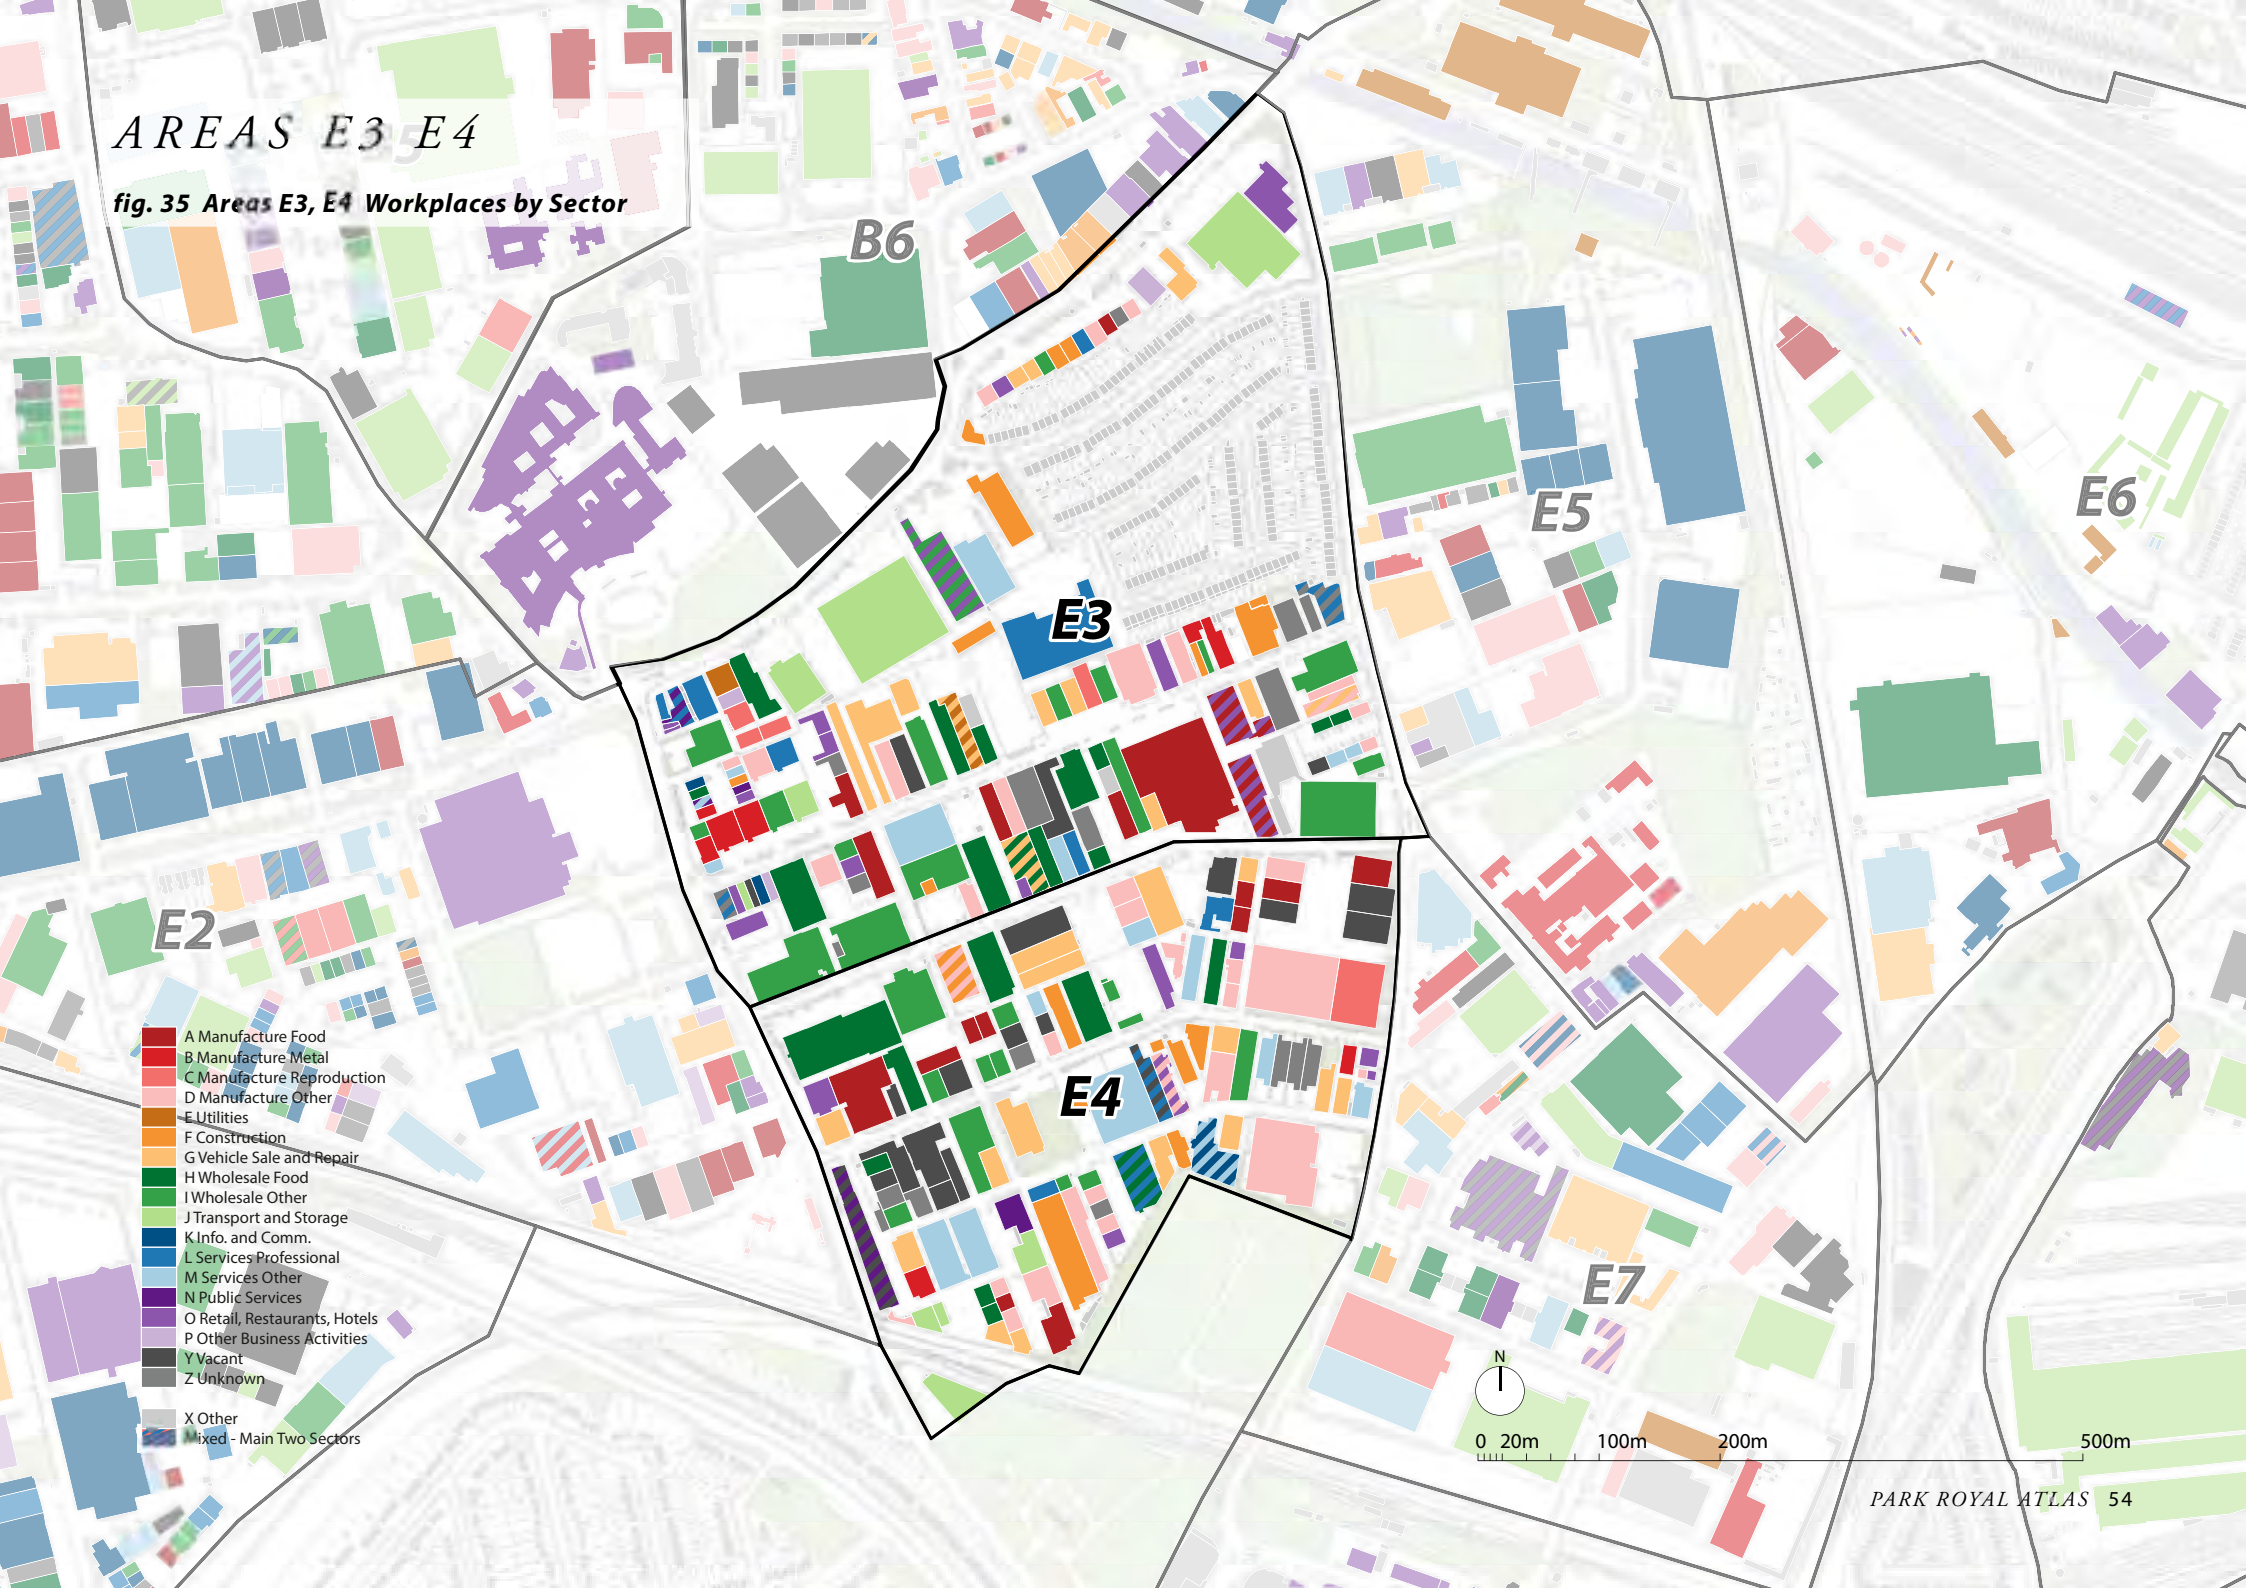 AREAS E3 E4
fig. 35 Areas E3, E4 Workplaces by Sector
B6
E3
E5
E6
E2
E4
E7
A Manufacture Food
B Manufacture Metal
C Manufacture Reproduction
D Manufacture Other
E Utilities
F Construction
G Vehicle Sale and Repair
H Wholesale Food
I Wholesale Other
J Transport and Storage
K Info. and Comm.
L Services Professional
M Services Other
N Public Services
O Retail, Restaurants, Hotels
P Other Business Activities
Y Vacant
Z Unknown
X Other
Mixed - Main Two Sectors
N
0 20m 100m 200m 500m
PARK ROYAL ATLAS 54